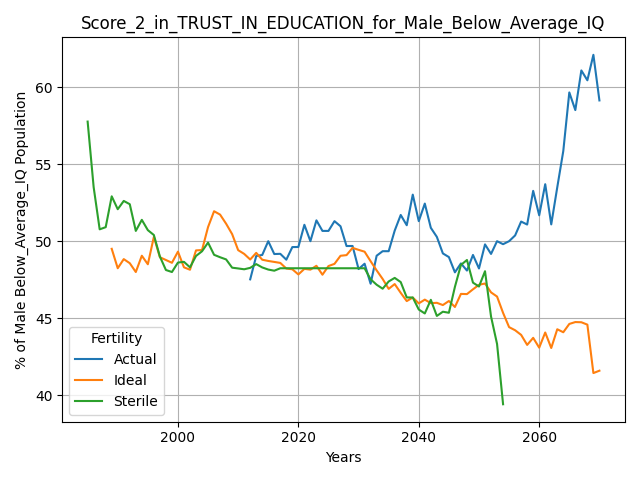 Score_2_in_TRUST_IN_EDUCATION_for_Male_Below_Average_IQ
% of Male Below_Average_IQ Population
60
55
50
45
40
Fertility
Actual
Ideal
Sterile
2000
2020
2040
2060
Years